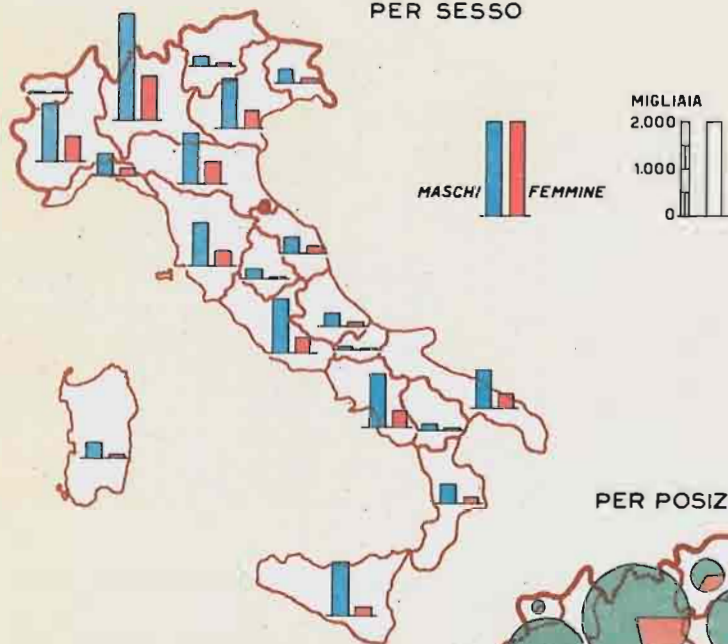 PER SESSO
MIGLIAIA
2.000
1.000
0
MASCHI
FEMMINE
PER POSIZ